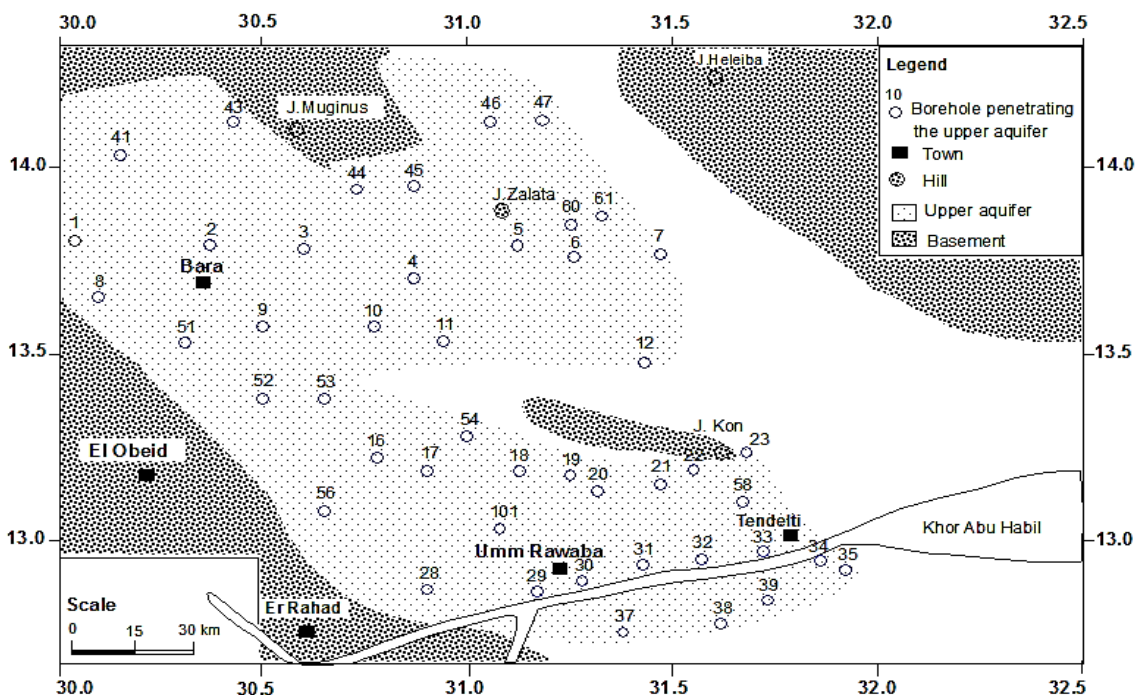 30.0 30.5 31.0 31.5 32.0 32.5
J.Heleiba
Legend
10
Borehole penetrating
the upper aquifer
Town
Hill
Upper aquifer
Basement
43
J.Muginus
46 47
41
14.0 14.0
44 45
J.Zalata
60 61
1 2 3 5 6 7
Bara
4
8
9 10 11
51
12
13.5 13.5
52 53
54
J. Kon
23
El Obeid
16 17 18 19 20 21 22
58
56
101
Tendelti
Khor Abu Habil
13.0 13.0
Umm Rawaba
30 31 32 33 34 35
28 29
39
Scale
0 15 30 km
Er Rahad
37 38
30.0 30.5 31.0 31.5 32.0 32.5